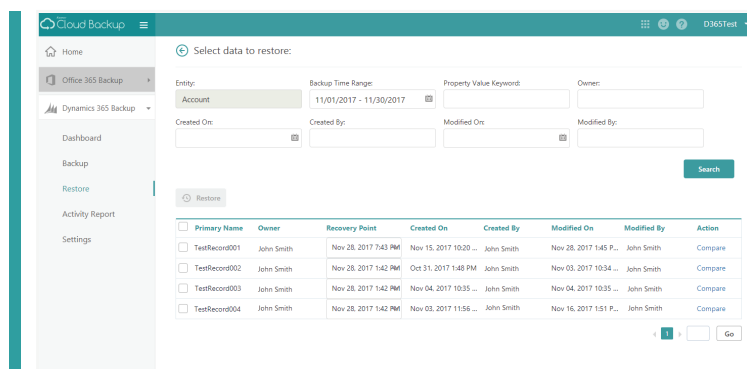 Cloud Backup
D365Test
Home
Office 365 Backup
Dynamics 365 Backup
Dashboard
Backup
Restore
Activity Report
Settings
Select data to restore:
Entity: Backup Time Range: Property Value Keyword: Owner:
Account 11/01/2017 - 11/30/2017
Created On: Created By: Modified On: Modified By:
Search
Restore
Primary Name Owner Recovery Point Created On Created By Modified On Modified By Action
TestRecord001 John Smith Nov 28, 2017 7:43 PM Nov 15, 2017 10:20 ... John Smith Nov 28, 2017 1:45 P... John Smith Compare
TestRecord002 John Smith Nov 28, 2017 1:42 PM Oct 31, 2017 1:48 PM John Smith Nov 03, 2017 10:34 ... John Smith Compare
TestRecord003 John Smith Nov 28, 2017 1:42 PM Nov 04, 2017 10:35 ... John Smith Nov 04, 2017 10:35 ... John Smith Compare
TestRecord004 John Smith Nov 28, 2017 1:42 PM Nov 03, 2017 11:56 ... John Smith Nov 16, 2017 1:51 P... John Smith Compare
1 Go